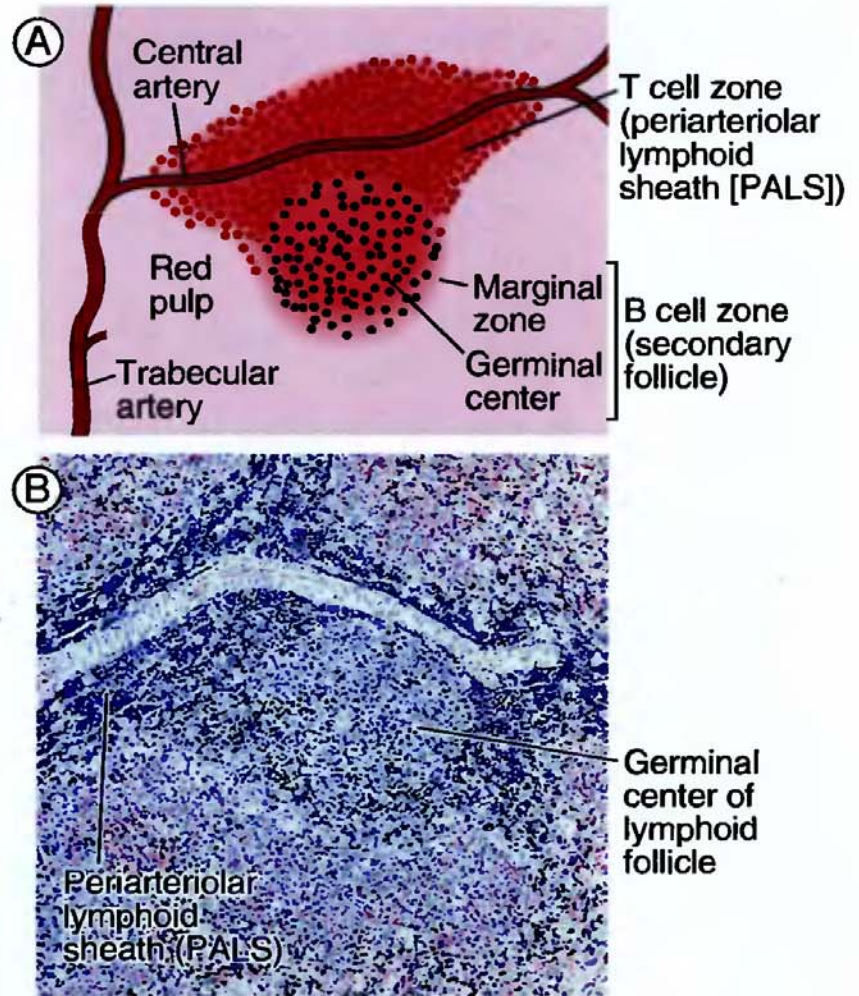 A
Central
artery
T cell zone
(periarteriolar
lymphoid
sheath [PALS])
Red
pulp
Marginal
zone
Germinal
center
B cell zone
(secondary
follicle)
Trabecular
artery
B
Germinal
center of
lymphoid
follicle
Periarteriolar
lymphoid
sheath (PALS)